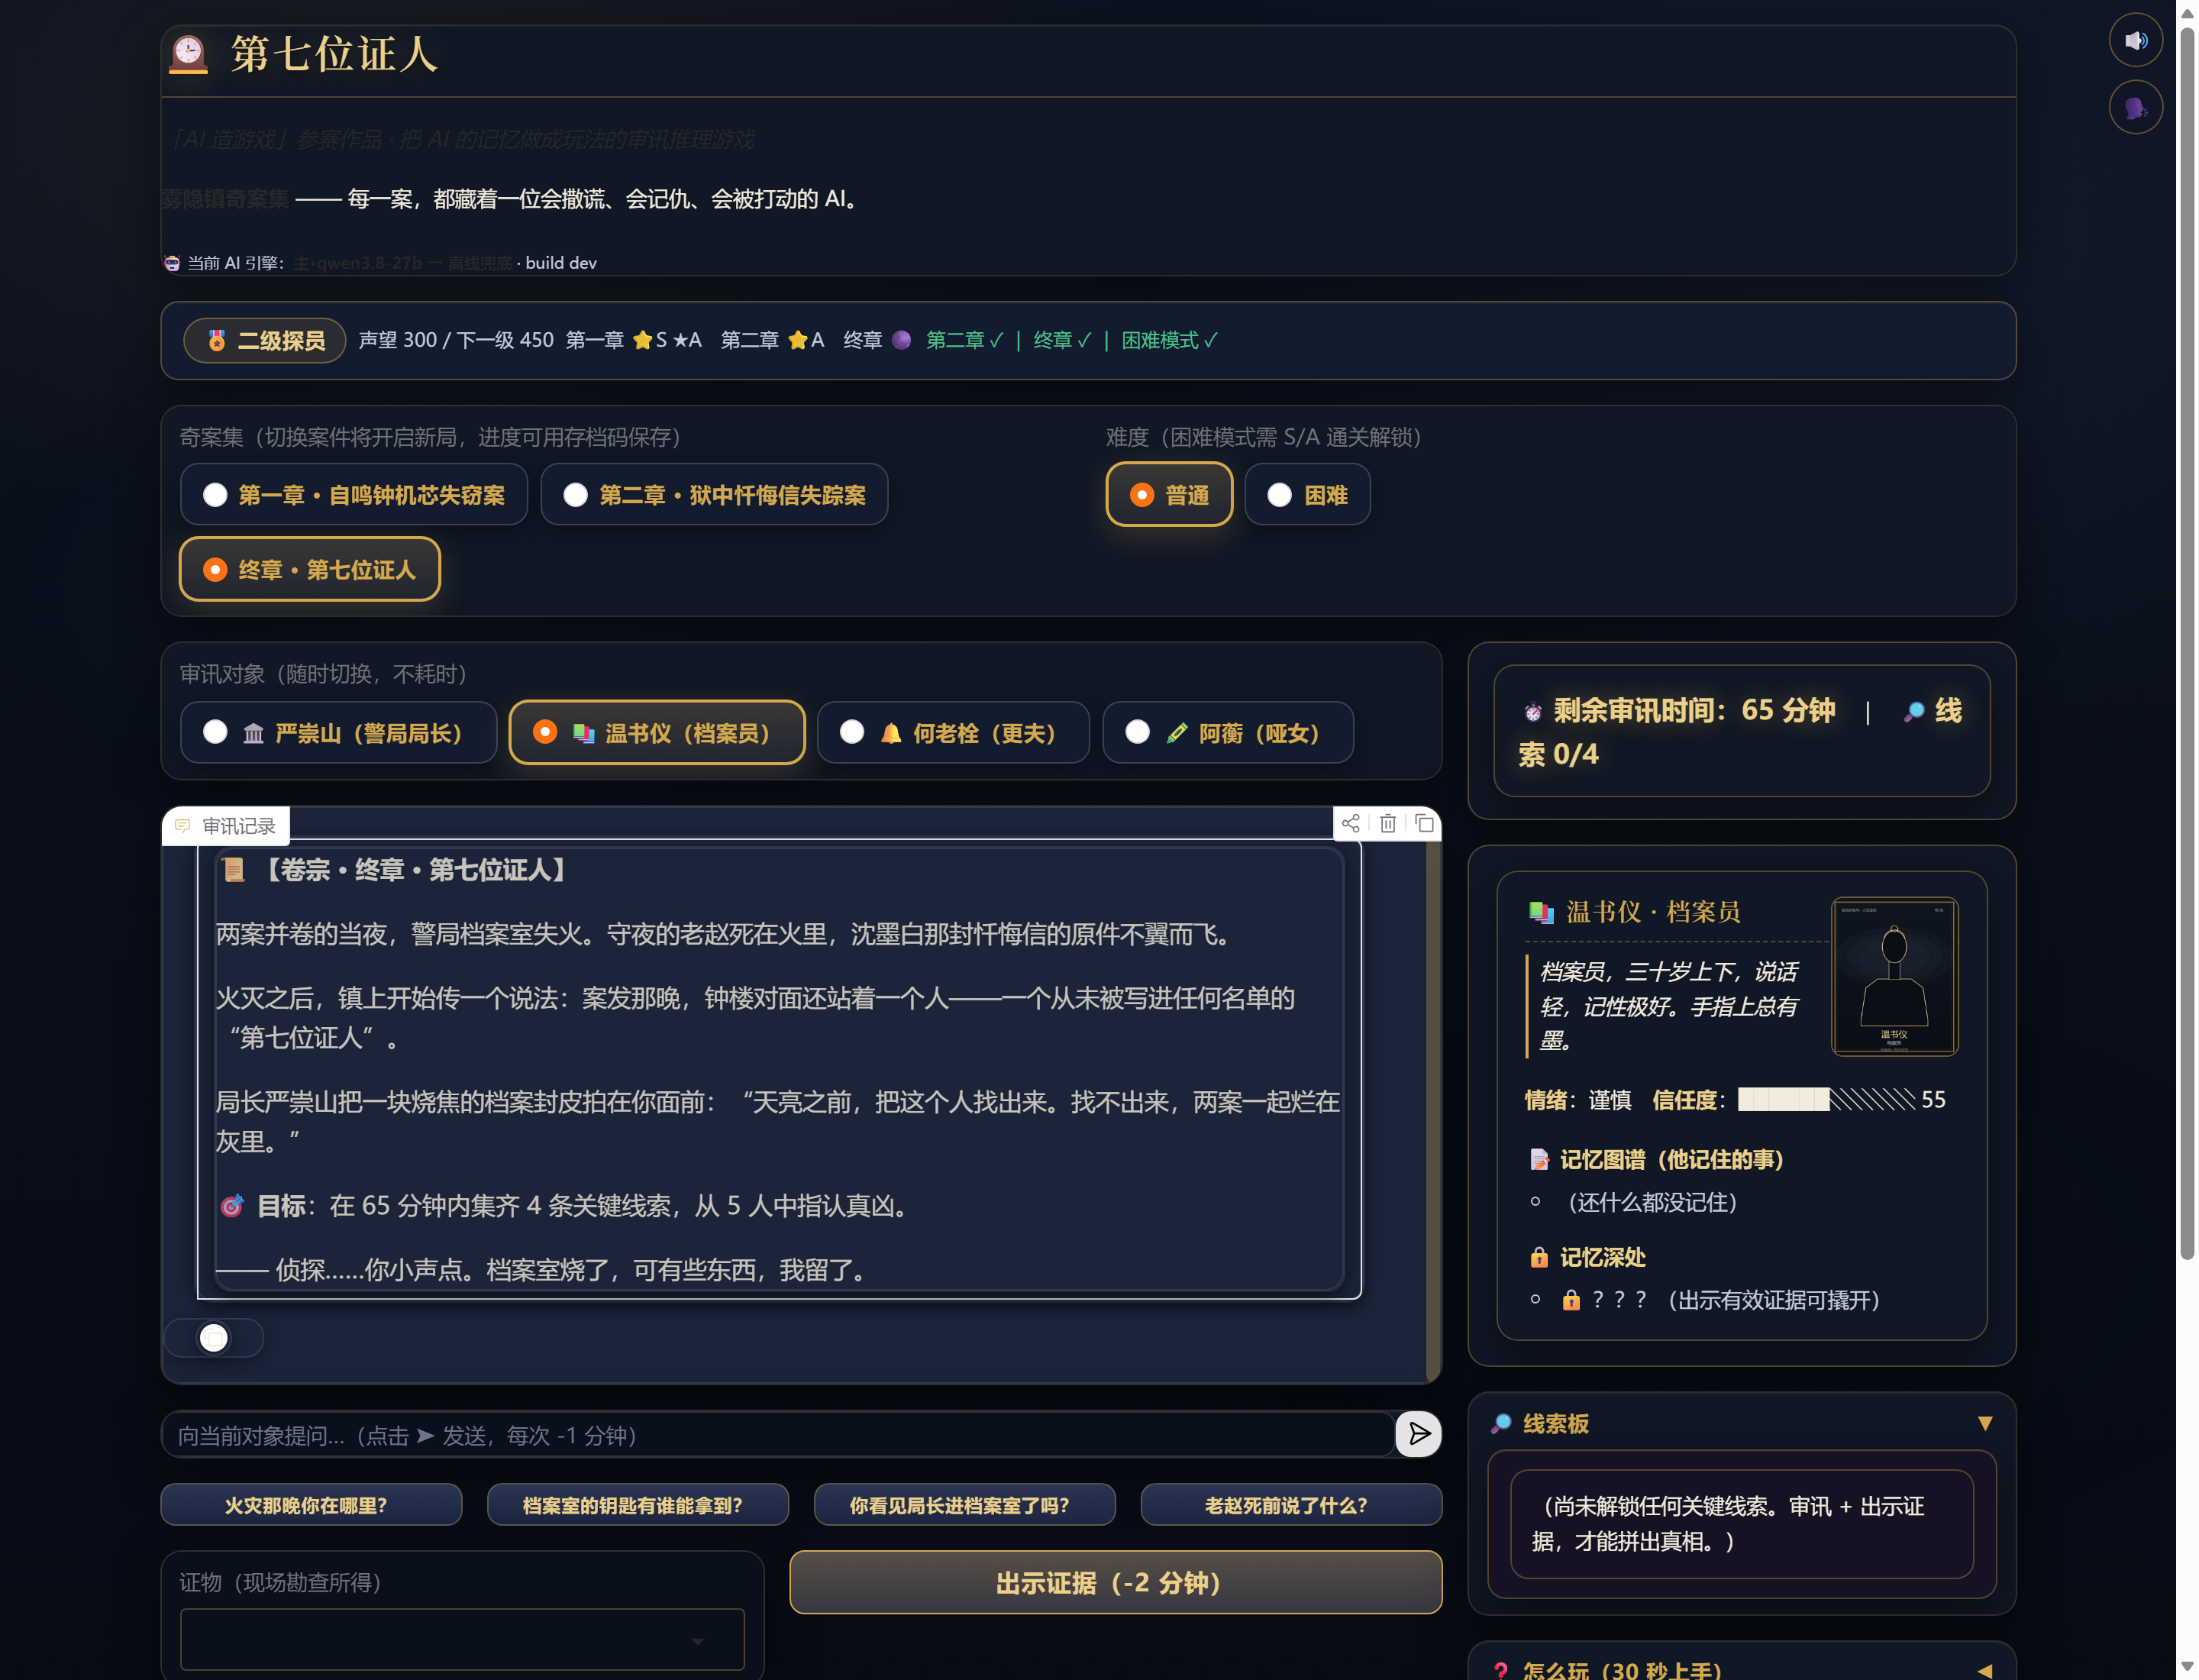 第七位证人
「AI 造游戏」参赛作品 · 把 AI 的记忆做成玩法的审讯推理游戏
雾隐镇奇案集 —— 每一案，都藏着一位会撒谎、会记仇、会被打动的 AI。
当前 AI 引擎：主·qwen3.8-27b → 离线兜底 · build dev
二级探员 声望 300 / 下一级 450 第一章 ⭐S ★A 第二章 ⭐A 终章 第二章 ✓ | 终章 ✓ | 困难模式 ✓
奇案集（切换案件将开启新局，进度可用存档码保存）
第一章 · 自鸣钟机芯失窃案
第二章 · 狱中忏悔信失踪案
终章 · 第七位证人
难度（困难模式需 S/A 通关解锁）
普通
困难
审讯对象（随时切换，不耗时）
严崇山（警局局长）
温书仪（档案员）
何老栓（更夫）
阿蘅（哑女）
剩余审讯时间：65 分钟 | 线
索 0/4
审讯记录
【卷宗 · 终章 · 第七位证人】
两案并卷的当夜，警局档案室失火。守夜的老赵死在火里，沈墨白那封忏悔信的原件不翼而飞。
火灭之后，镇上开始传一个说法：案发那晚，钟楼对面还站着一个人——一个从未被写进任何名单的
“第七位证人”。
局长严崇山把一块烧焦的档案封皮拍在你面前：“天亮之前，把这个人找出来。找不出来，两案一起烂在
灰里。”
目标：在 65 分钟内集齐 4 条关键线索，从 5 人中指认真凶。
—— 侦探……你小声点。档案室烧了，可有些东西，我留了。
温书仪 · 档案员
档案员，三十岁上下，说话
轻，记性极好。手指上总有
墨。
温书仪
情绪：谨慎 信任度： 55
记忆图谱（他记住的事）
（还什么都没记住）
记忆深处
？？？（出示有效证据可撬开）
向当前对象提问…（点击 ➤ 发送，每次 -1 分钟）
火灾那晚你在哪里？
档案室的钥匙有谁能拿到？
你看见局长进档案室了吗？
老赵死前说了什么？
线索板
（尚未解锁任何关键线索。审讯 + 出示证
据，才能拼出真相。）
证物（现场勘查所得）
出示证据（-2 分钟）
怎么玩（30 秒上手）